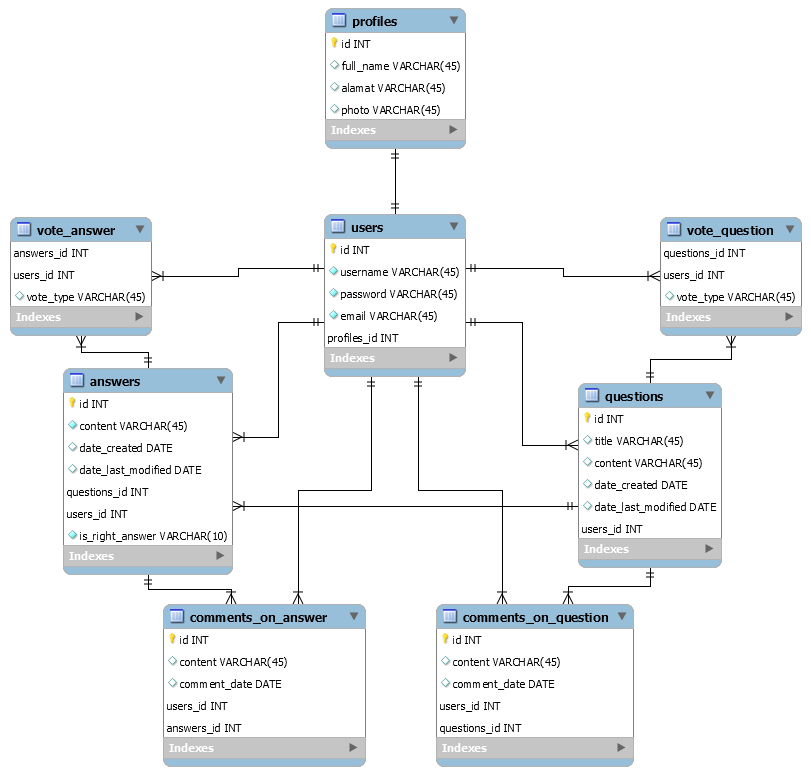 profiles
id INT
full_name VARCHAR(45)
alamat VARCHAR(45)
photo VARCHAR(45)
Indexes
vote_answer
answers_id INT
users_id INT
vote_type VARCHAR(45)
Indexes
users
id INT
username VARCHAR(45)
password VARCHAR(45)
email VARCHAR(45)
profiles_id INT
Indexes
vote_question
questions_id INT
users_id INT
vote_type VARCHAR(45)
Indexes
answers
id INT
content VARCHAR(45)
date_created DATE
date_last_modified DATE
questions_id INT
users_id INT
is_right_answer VARCHAR(10)
Indexes
questions
id INT
title VARCHAR(45)
content VARCHAR(45)
date_created DATE
date_last_modified DATE
users_id INT
Indexes
comments_on_answer
id INT
content VARCHAR(45)
comment_date DATE
users_id INT
answers_id INT
Indexes
comments_on_question
id INT
content VARCHAR(45)
comment_date DATE
users_id INT
questions_id INT
Indexes